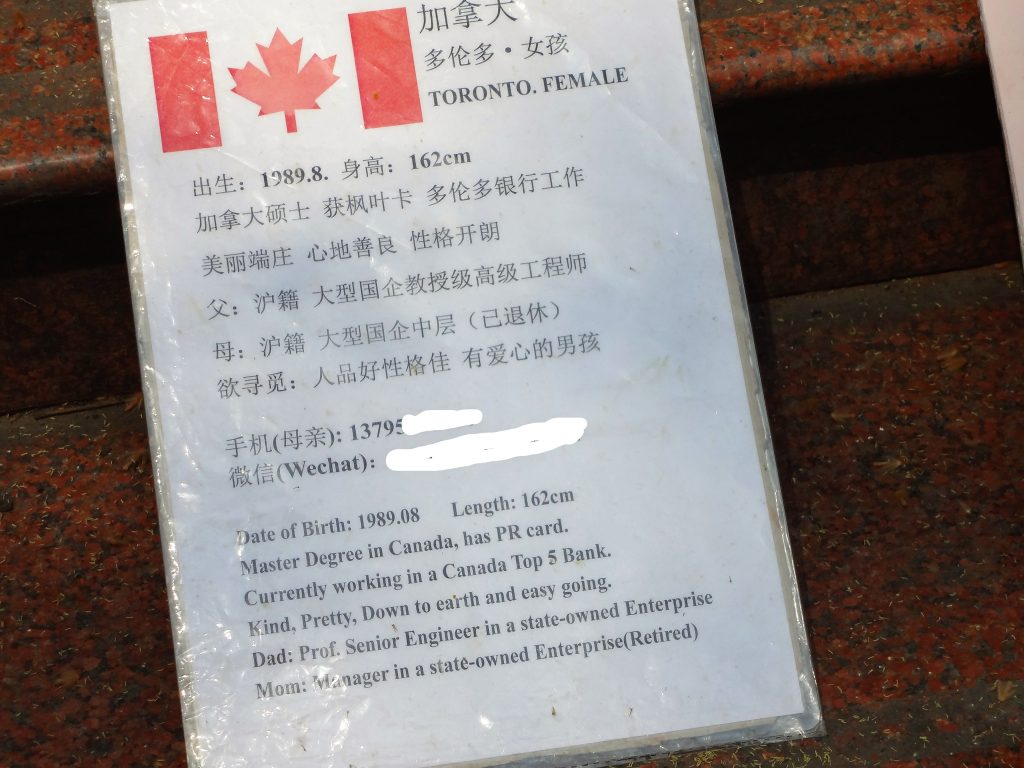 加拿大
多伦多·女孩
TORONTO. FEMALE
出生：1989.8. 身高：162cm
加拿大硕士 获枫叶卡 多伦多银行工作
美丽端庄 心地善良 性格开朗
父：沪籍 大型国企教授级高级工程师
母：沪籍 大型国企中层（已退休）
欲寻觅：人品好性格佳 有爱心的男孩
手机(母亲): 13795
微信(Wechat)：
Date of Birth: 1989.08 Length: 162cm
Master Degree in Canada, has PR card.
Currently working in a Canada Top 5 Bank.
Kind, Pretty, Down to earth and easy going.
Dad: Prof. Senior Engineer in a state-owned Enterprise
Mom: Manager in a state-owned Enterprise(Retired)